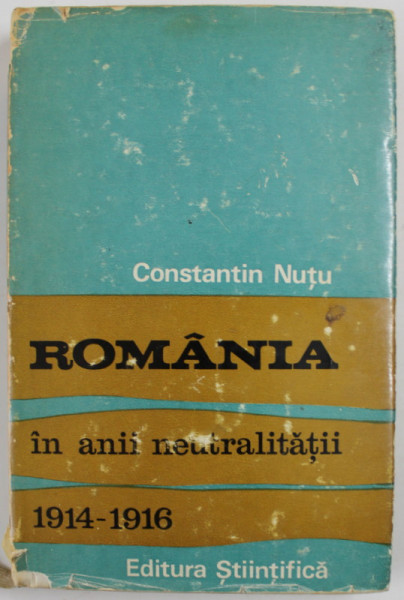 Constantin Nuțu
ROMÂNIA
în anii neutralității
1914-1916
Editura Științifică